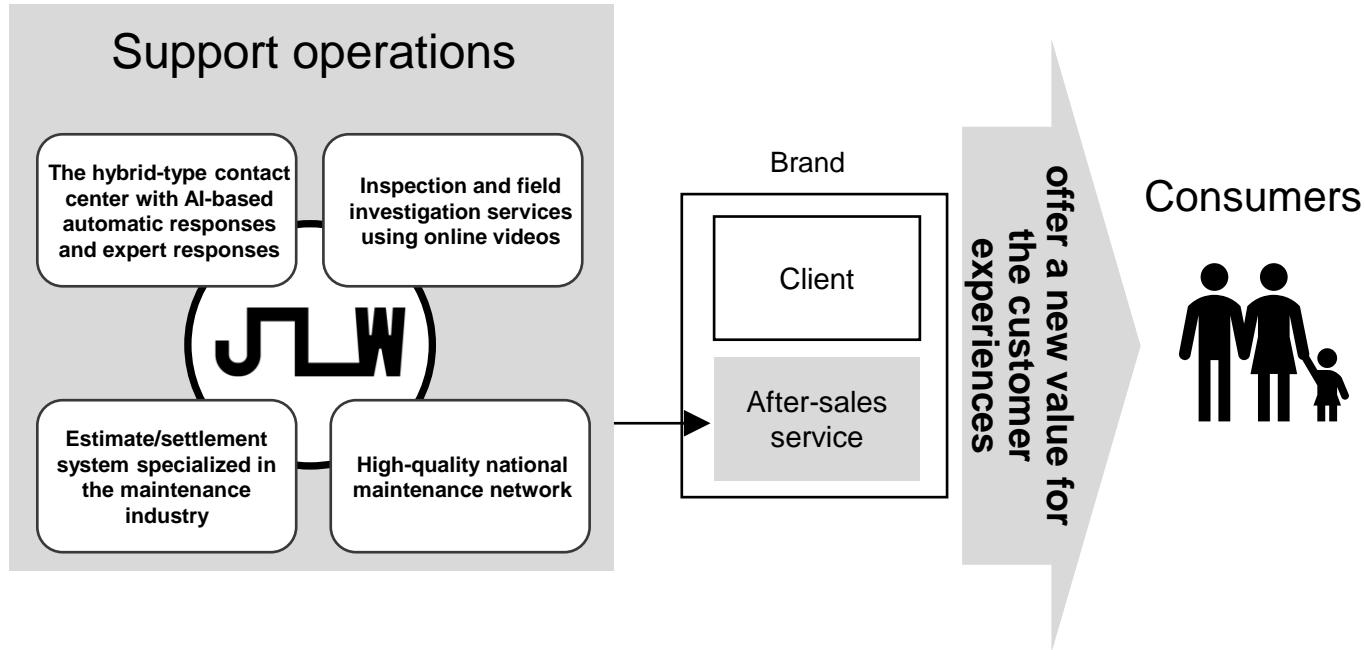 Support operations
The hybrid-type contact
center with AI-based
automatic responses
and expert responses
Inspection and field
investigation services
using online videos
JLW
Estimate/settlement
system specialized in
the maintenance
industry
High-quality national
maintenance network
Brand
Client
After-sales
service
offer a new value for
the customer
experiences
Consumers